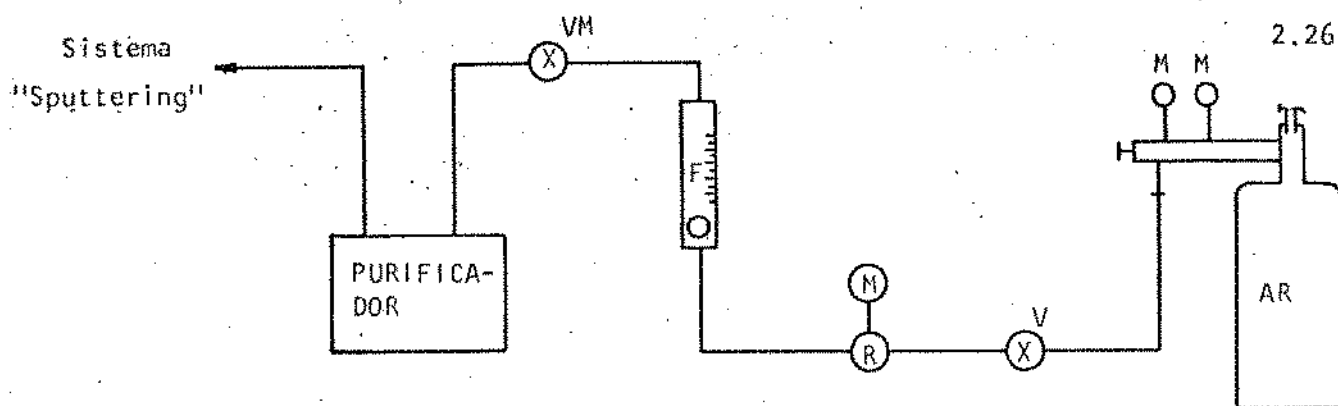 2.26
Sistema
"Sputtering"
VM
X
M M
F
PURIFICA-
DOR
M
R
V
X
AR